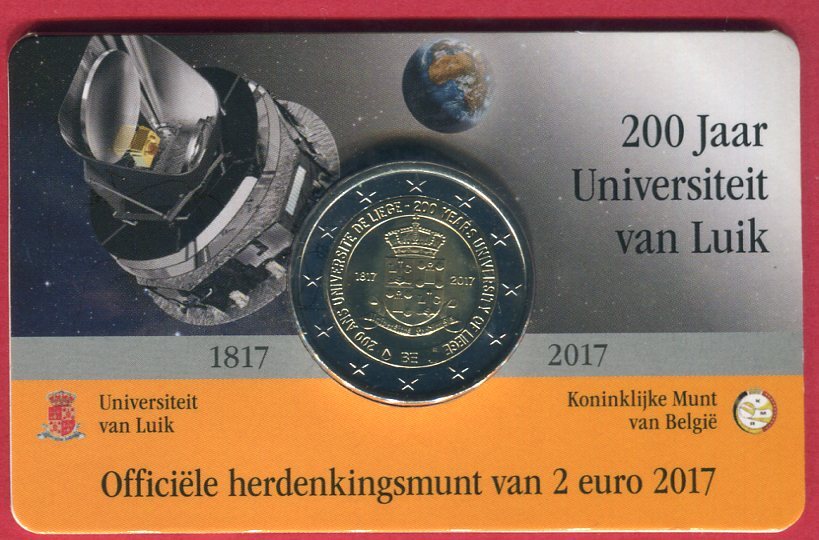 200 Jaar
Universiteit
van Luik
200 ANS UNIVERSITE DE LIEGE - 200 YEARS UNIVERSITY OF LIEGE
1817 2017
BE
1817 2017
Universiteit
van Luik
Koninklijke Munt
van België
Officiële herdenkingsmunt van 2 euro 2017